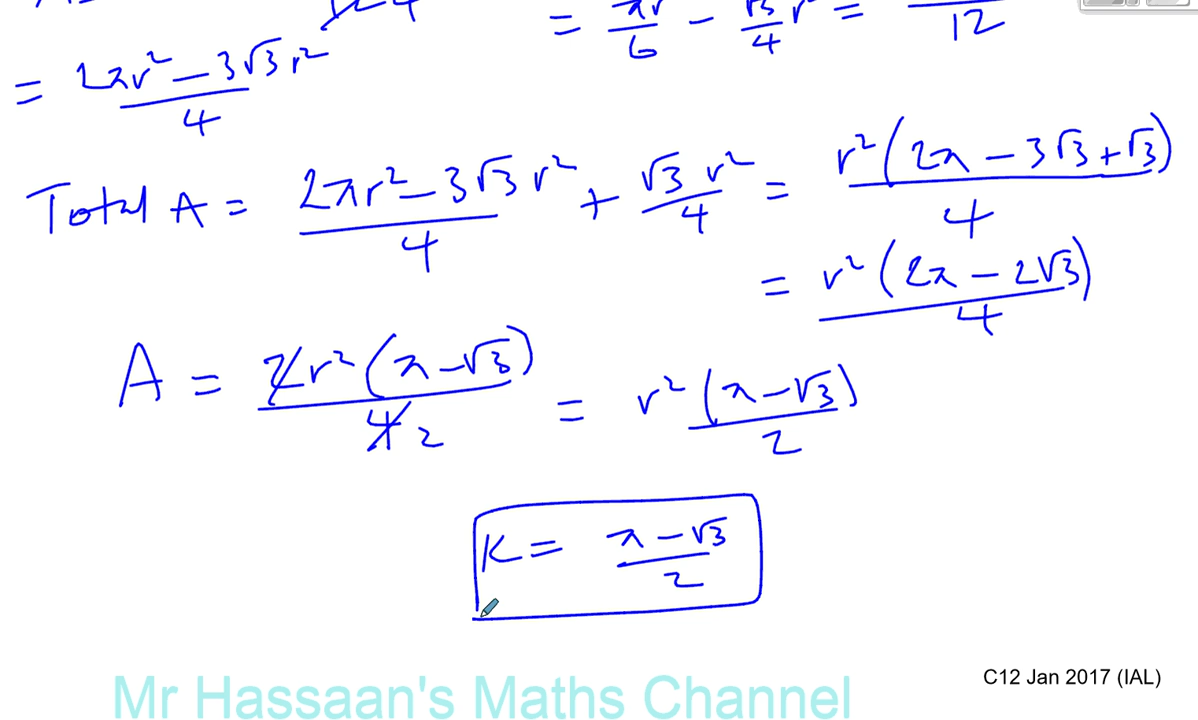 = πr/6 − √3/4 r = /12
= 2πr² − 3√3 r² / 4
Total A = 2πr² − 3√3 r² / 4 + √3 r² / 4 = r²(2π − 3√3 + √3) / 4
= r²(2π − 2√3) / 4
A = 2r²(π − √3) / 4 2 = r²(π − √3) / 2
K = π − √3 / 2
Mr Hassaan's Maths Channel
C12 Jan 2017 (IAL)